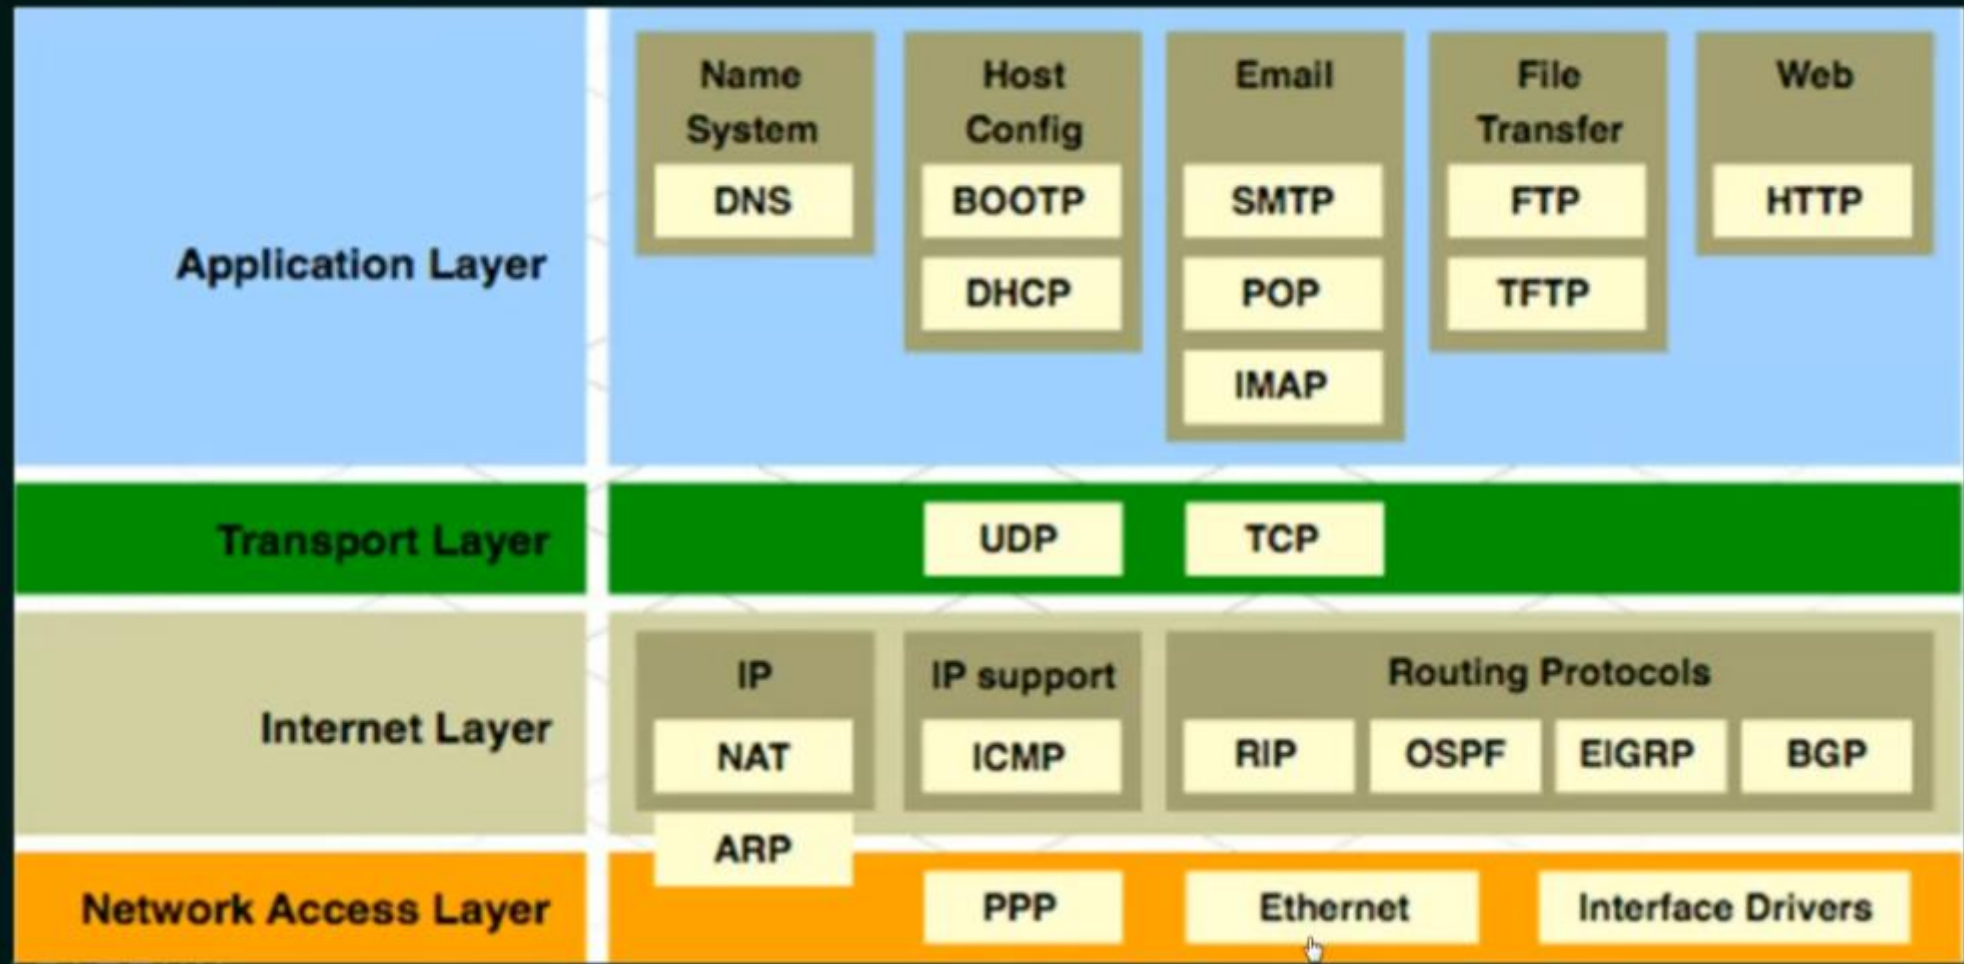 Application Layer
Name
System
DNS
Host
Config
BOOTP
DHCP
Email
SMTP
POP
IMAP
File
Transfer
FTP
TFTP
Web
HTTP
Transport Layer
UDP
TCP
Internet Layer
IP
NAT
ARP
IP support
ICMP
Routing Protocols
RIP
OSPF
EIGRP
BGP
Network Access Layer
PPP
Ethernet
Interface Drivers